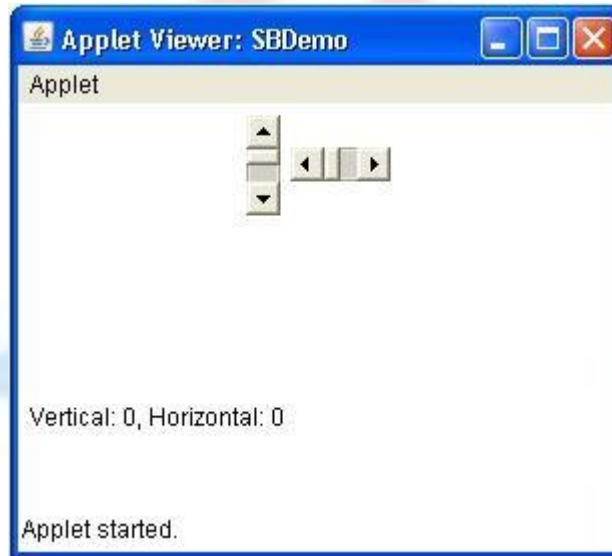 Applet Viewer: SBDemo
Applet
Vertical: 0, Horizontal: 0
Applet started.